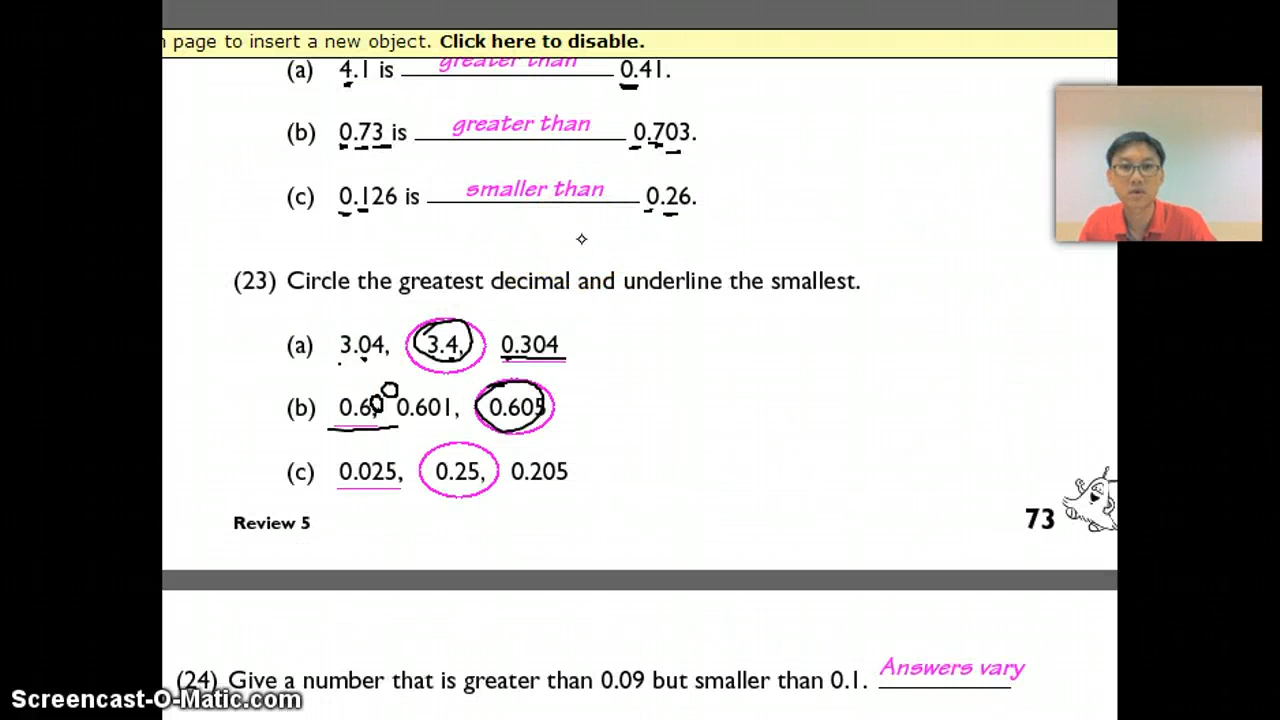 page to insert a new object. Click here to disable.
(a) 4.1 is greater than 0.41.
(b) 0.73 is greater than 0.703.
(c) 0.126 is smaller than 0.26.
(23) Circle the greatest decimal and underline the smallest.
(a) 3.04, 3.4, 0.304
(b) 0.6, 0.601, 0.605
(c) 0.025, 0.25, 0.205
Review 5
73
(24) Give a number that is greater than 0.09 but smaller than 0.1. Answers vary
Screencast-O-Matic.com